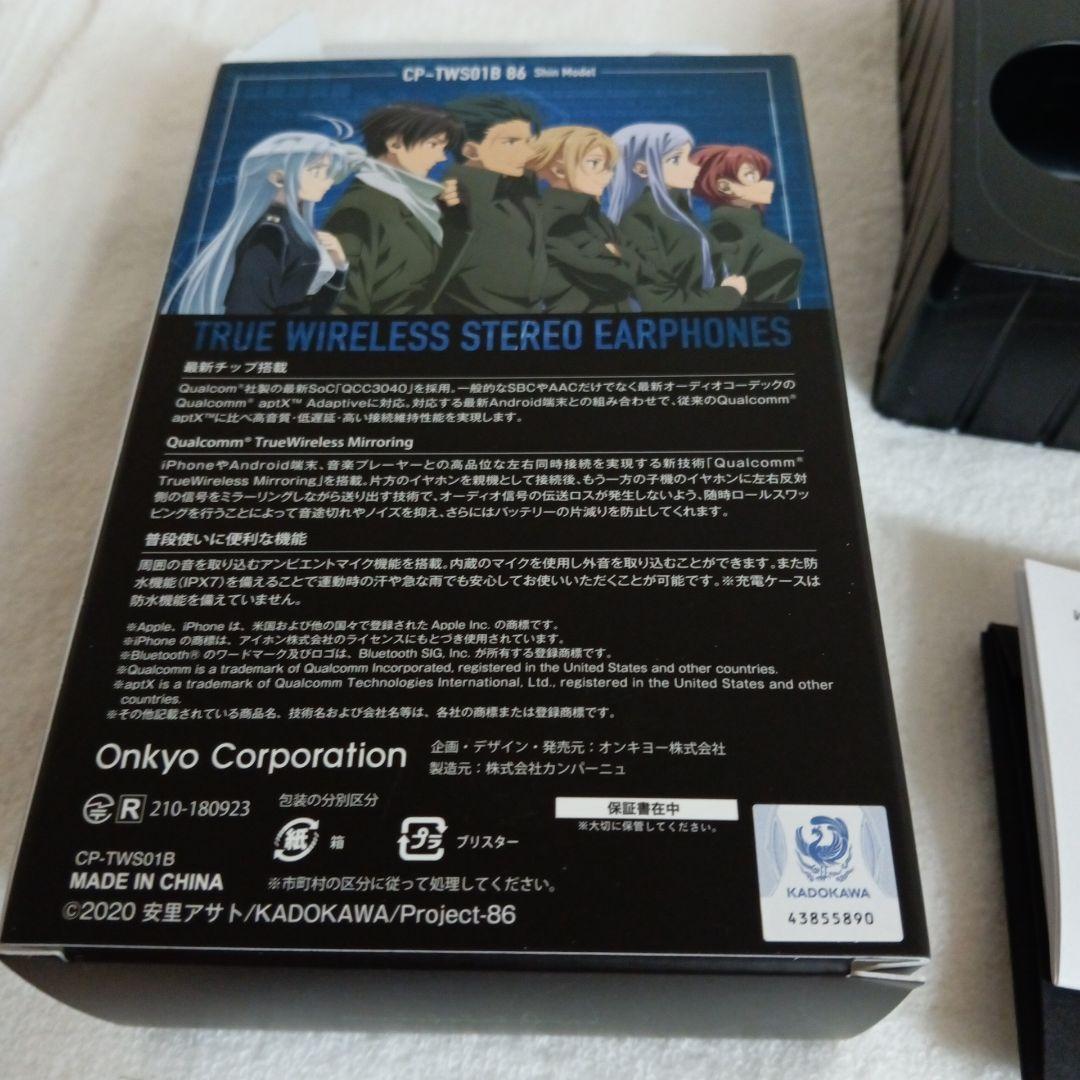 CP-TWS01B 86 Shin Model
TRUE WIRELESS STEREO EARPHONES
最新チップ搭載
Qualcom®社製の最新SoC｢QCC3040｣を採用。一般的なSBCやAACだけでなく最新オーディオコーデックの
Qualcomm® aptX™ Adaptiveに対応。対応する最新Android端末との組み合わせで、従来のQualcomm®
aptX™に比べ高音質・低遅延・高い接続維持性能を実現します。
Qualcomm® TrueWireless Mirroring
iPhoneやAndroid端末、音楽プレーヤーとの高品位な左右同時接続を実現する新技術｢Qualcomm®
TrueWireless Mirroring｣を搭載。片方のイヤホンを親機として接続後、もう一方の子機のイヤホンに左右反対
側の信号をミラーリングしながら送り出す技術で、オーディオ信号の伝送ロスが発生しないよう、随時ロールスワッ
ピングを行うことによって音途切れやノイズを抑え、さらにはバッテリーの片減りを防止してくれます。
普段使いに便利な機能
周囲の音を取り込むアンビエントマイク機能を搭載。内蔵のマイクを使用し外音を取り込むことができます。また防
水機能(IPX7)を備えることで運動時の汗や急な雨でも安心してお使いいただくことが可能です。※充電ケースは
防水機能を備えていません。
※Apple、iPhone は、米国および他の国々で登録された Apple Inc. の商標です。
※iPhone の商標は、アイホン株式会社のライセンスにもとづき使用されています。
※Bluetooth® のワードマーク及びロゴは、Bluetooth SIG, Inc. が所有する登録商標です。
※Qualcomm is a trademark of Qualcomm Incorporated, registered in the United States and other countries.
※aptX is a trademark of Qualcomm Technologies International, Ltd., registered in the United States and other
countries.
※その他記載されている商品名、技術名および会社名等は、各社の商標または登録商標です。
Onkyo Corporation
企画・デザイン・発売元：オンキヨー株式会社
製造元：株式会社カンパーニュ
R 210-180923
包装の分別区分
紙 箱
プラ ブリスター
保証書在中
※大切に保管してください。
CP-TWS01B
MADE IN CHINA
※市町村の区分に従って処理してください。
©2020 安里アサト/KADOKAWA/Project-86
KADOKAWA
43855890